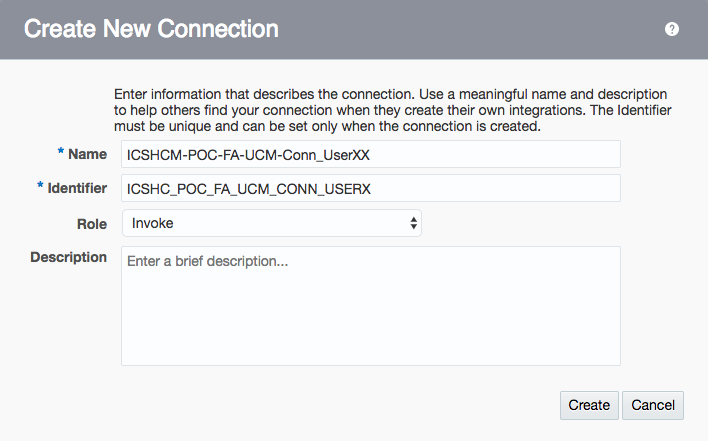 Create New Connection
?
Enter information that describes the connection. Use a meaningful name and description
to help others find your connection when they create their own integrations. The Identifier
must be unique and can be set only when the connection is created.
* Name ICSHCM-POC-FA-UCM-Conn_UserXX
* Identifier ICSHC_POC_FA_UCM_CONN_USERX
Role Invoke
Description Enter a brief description...
Create Cancel